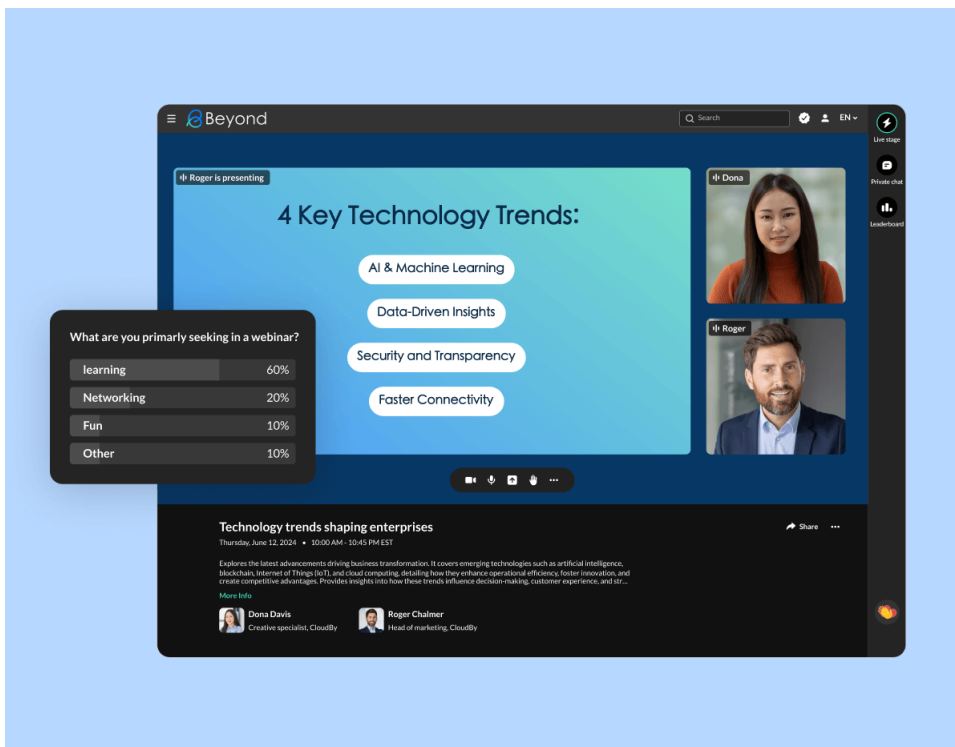 Beyond
Search
EN
Live stage
Private chat
Leaderboard
Roger is presenting
4 Key Technology Trends:
AI & Machine Learning
Data-Driven Insights
Security and Transparency
Faster Connectivity
Dona
Roger
What are you primarly seeking in a webinar?
learning 60%
Networking 20%
Fun 10%
Other 10%
Technology trends shaping enterprises
Share
Thursday, June 12, 2024 • 10:00 AM - 10:45 PM EST
Explores the latest advancements driving business transformation. It covers emerging technologies such as artificial intelligence,
blockchain, Internet of Things (IoT), and cloud computing, detailing how they enhance operational efficiency, foster innovation, and
create competitive advantages. Provides insights into how these trends influence decision-making, customer experience, and str...
More Info
Dona Davis
Creative specialist, CloudBy
Roger Chalmer
Head of marketing, CloudBy